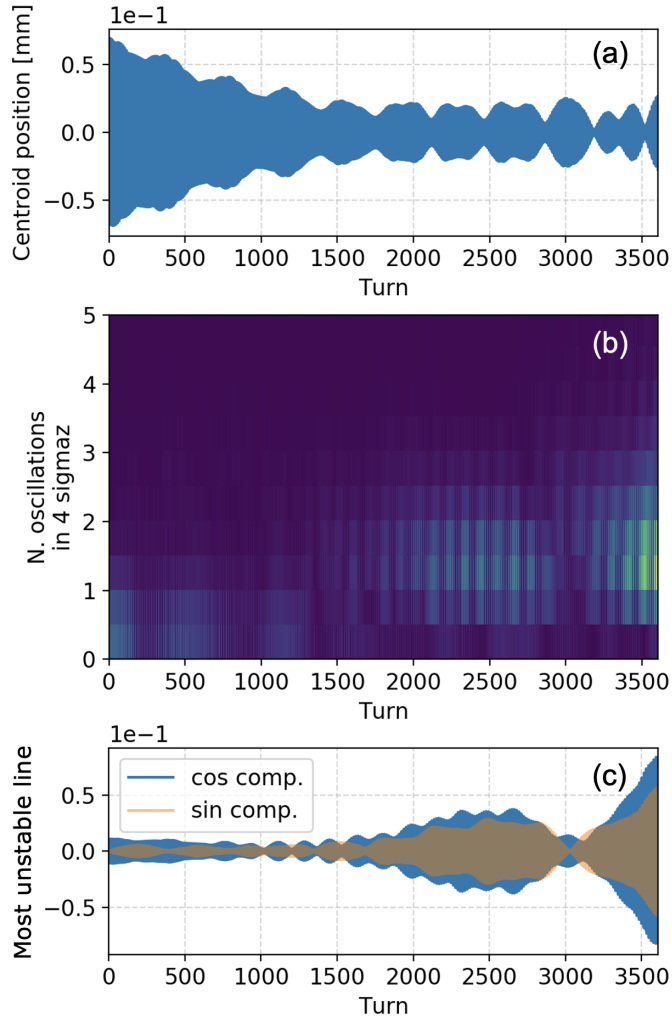 1e−1
(a)
Centroid position [mm]
0.5
0.0
−0.5
0 500 1000 1500 2000 2500 3000 3500
Turn
(b)
N. oscillations
in 4 sigmaz
5
4
3
2
1
0
0 500 1000 1500 2000 2500 3000 3500
Turn
1e−1
(c)
cos comp.
sin comp.
Most unstable line
0.5
0.0
−0.5
0 500 1000 1500 2000 2500 3000 3500
Turn